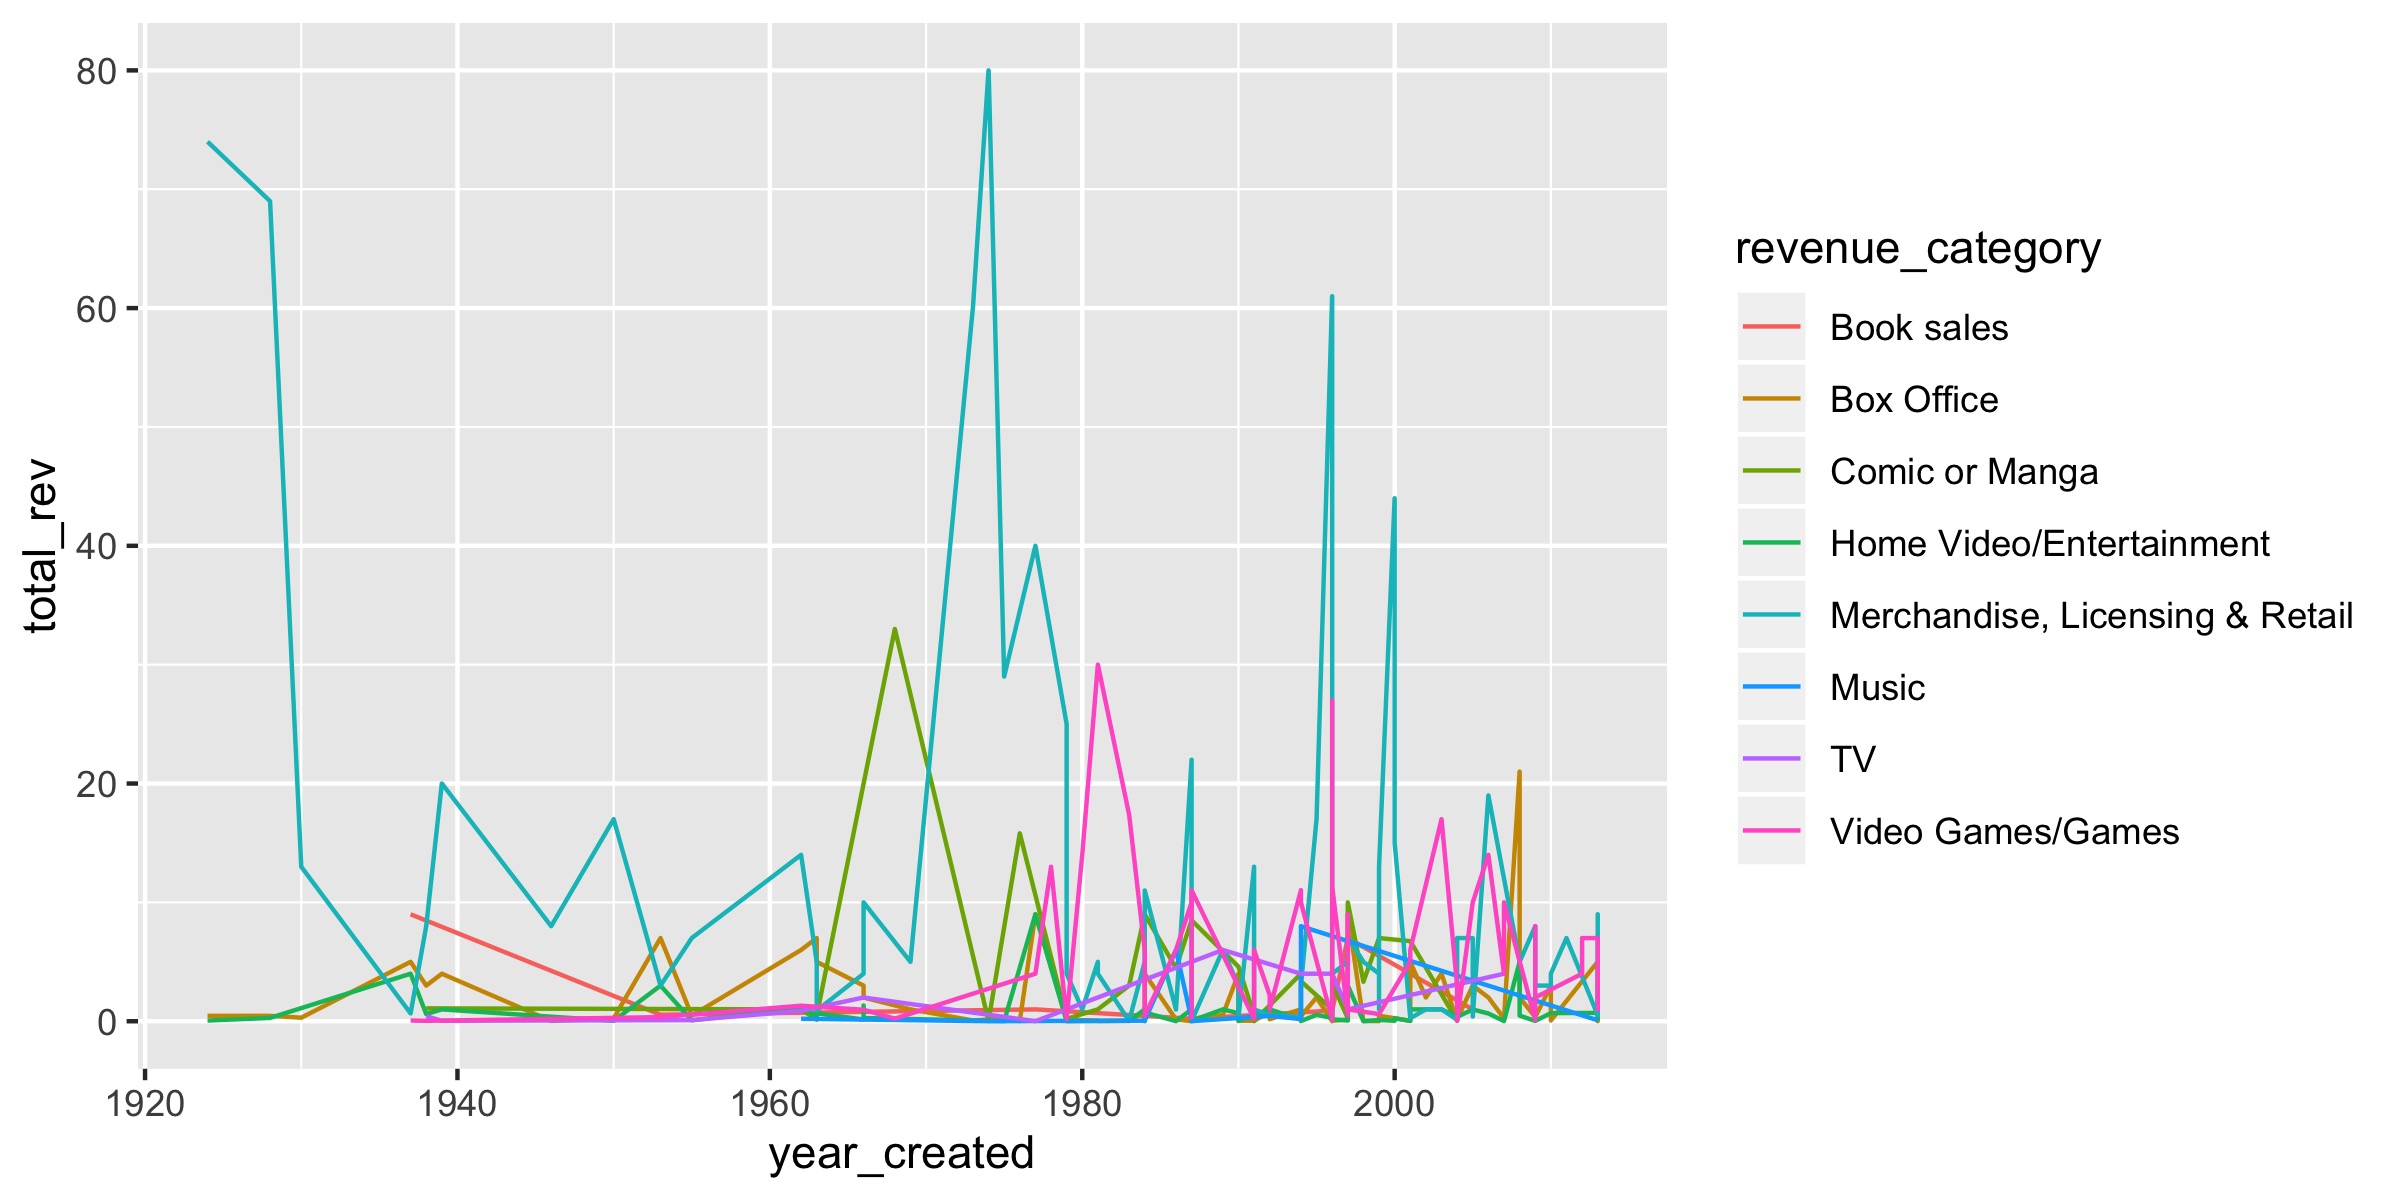 80
60
40
20
0
total_rev
1920 1940 1960 1980 2000
year_created
revenue_category
Book sales
Box Office
Comic or Manga
Home Video/Entertainment
Merchandise, Licensing & Retail
Music
TV
Video Games/Games